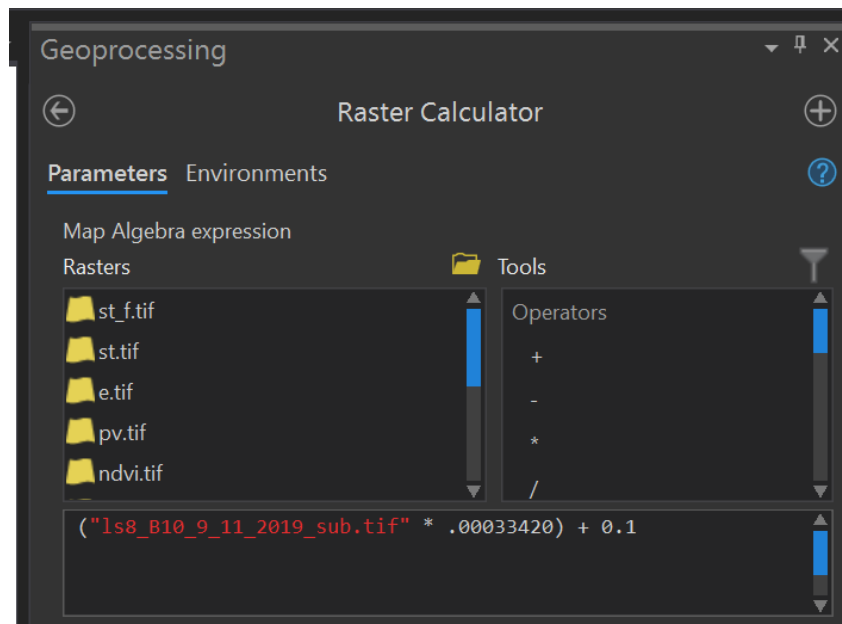 Geoprocessing
Raster Calculator
Parameters Environments
Map Algebra expression
Rasters Tools
st_f.tif Operators
st.tif +
e.tif -
pv.tif *
ndvi.tif /
("ls8_B10_9_11_2019_sub.tif" * .00033420) + 0.1